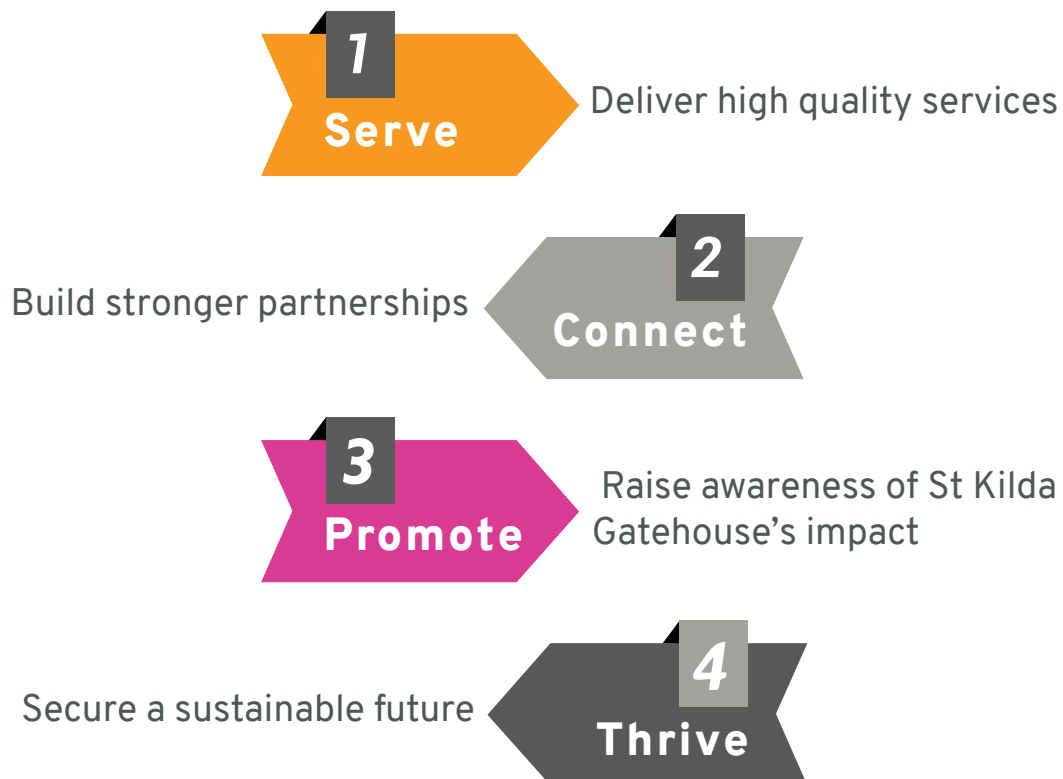 1
Serve
Deliver high quality services
2
Connect
Build stronger partnerships
3
Promote
Raise awareness of St Kilda
Gatehouse’s impact
4
Thrive
Secure a sustainable future